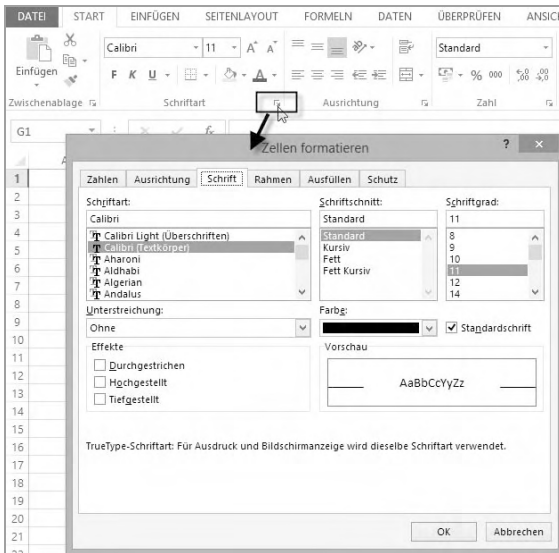 DATEI START EINFÜGEN SEITENLAYOUT FORMELN DATEN ÜBERPRÜFEN ANSIC
Calibri 11 A A Standard
Einfügen
F K U A % 000 ,00
Zwischenablage Schriftart Ausrichtung Zahl
G1 fx
Zellen formatieren ? ×
A
1
2
3
4
5
6
7
8
9
10
11
12
13
14
15
16
17
18
19
20
21
Zahlen Ausrichtung Schrift Rahmen Ausfüllen Schutz
Schriftart: Schriftschnitt: Schriftgrad:
Calibri Standard 11
Calibri Light (Überschriften) Standard 8
Calibri (Textkörper) Kursiv 9
Aharoni Fett 10
Aldhabi Fett Kursiv 11
Algerian 12
Andalus 14
Unterstreichung: Farbe:
Ohne Standardschrift
Effekte Vorschau
Durchgestrichen
Hochgestellt
Tiefgestellt
AaBbCcYyZz
TrueType-Schriftart: Für Ausdruck und Bildschirmanzeige wird dieselbe Schriftart verwendet.
OK Abbrechen